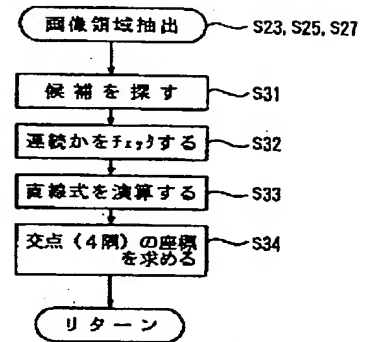 画像領域抽出
S23, S25, S27
候補を探す
S31
連続かをチェックする
S32
直線式を演算する
S33
交点(4隅)の座標
を求める
S34
リターン